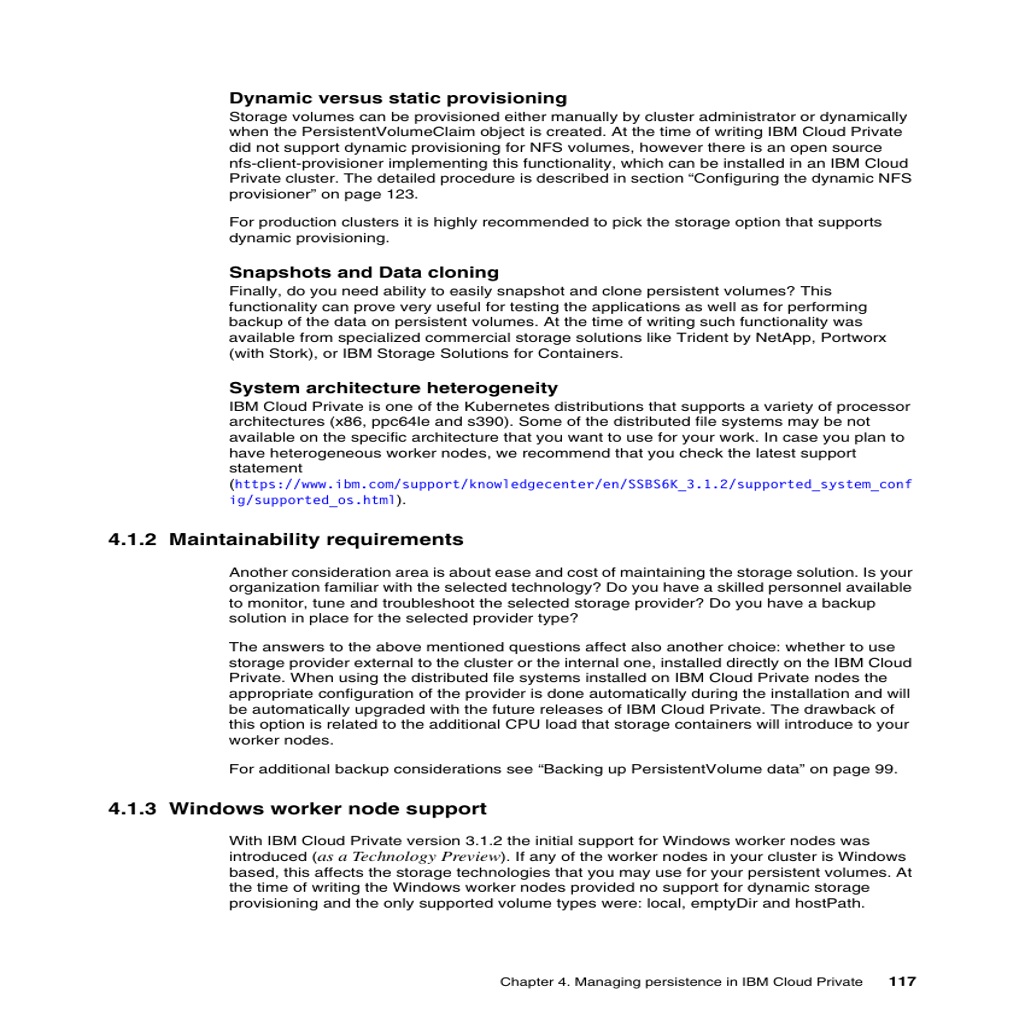 Dynamic versus static provisioning
Storage volumes can be provisioned either manually by cluster administrator or dynamically
when the PersistentVolumeClaim object is created. At the time of writing IBM Cloud Private
did not support dynamic provisioning for NFS volumes, however there is an open source
nfs-client-provisioner implementing this functionality, which can be installed in an IBM Cloud
Private cluster. The detailed procedure is described in section “Configuring the dynamic NFS
provisioner” on page 123.
For production clusters it is highly recommended to pick the storage option that supports
dynamic provisioning.
Snapshots and Data cloning
Finally, do you need ability to easily snapshot and clone persistent volumes? This
functionality can prove very useful for testing the applications as well as for performing
backup of the data on persistent volumes. At the time of writing such functionality was
available from specialized commercial storage solutions like Trident by NetApp, Portworx
(with Stork), or IBM Storage Solutions for Containers.
System architecture heterogeneity
IBM Cloud Private is one of the Kubernetes distributions that supports a variety of processor
architectures (x86, ppc64le and s390). Some of the distributed file systems may be not
available on the specific architecture that you want to use for your work. In case you plan to
have heterogeneous worker nodes, we recommend that you check the latest support
statement
(https://www.ibm.com/support/knowledgecenter/en/SSBS6K_3.1.2/supported_system_conf
ig/supported_os.html).
4.1.2 Maintainability requirements
Another consideration area is about ease and cost of maintaining the storage solution. Is your
organization familiar with the selected technology? Do you have a skilled personnel available
to monitor, tune and troubleshoot the selected storage provider? Do you have a backup
solution in place for the selected provider type?
The answers to the above mentioned questions affect also another choice: whether to use
storage provider external to the cluster or the internal one, installed directly on the IBM Cloud
Private. When using the distributed file systems installed on IBM Cloud Private nodes the
appropriate configuration of the provider is done automatically during the installation and will
be automatically upgraded with the future releases of IBM Cloud Private. The drawback of
this option is related to the additional CPU load that storage containers will introduce to your
worker nodes.
For additional backup considerations see “Backing up PersistentVolume data” on page 99.
4.1.3 Windows worker node support
With IBM Cloud Private version 3.1.2 the initial support for Windows worker nodes was
introduced (as a Technology Preview). If any of the worker nodes in your cluster is Windows
based, this affects the storage technologies that you may use for your persistent volumes. At
the time of writing the Windows worker nodes provided no support for dynamic storage
provisioning and the only supported volume types were: local, emptyDir and hostPath.
Chapter 4. Managing persistence in IBM Cloud Private 117